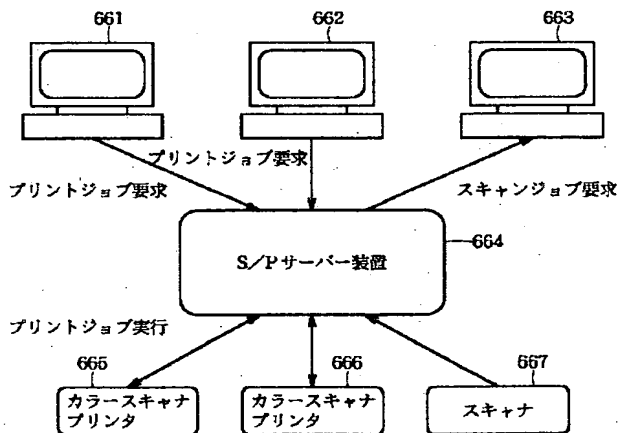 661
662
663
プリントジョブ要求
プリントジョブ要求
スキャンジョブ要求
S/Pサーバー装置
664
プリントジョブ実行
665
666
667
カラースキャナ
プリンタ
カラースキャナ
プリンタ
スキャナ